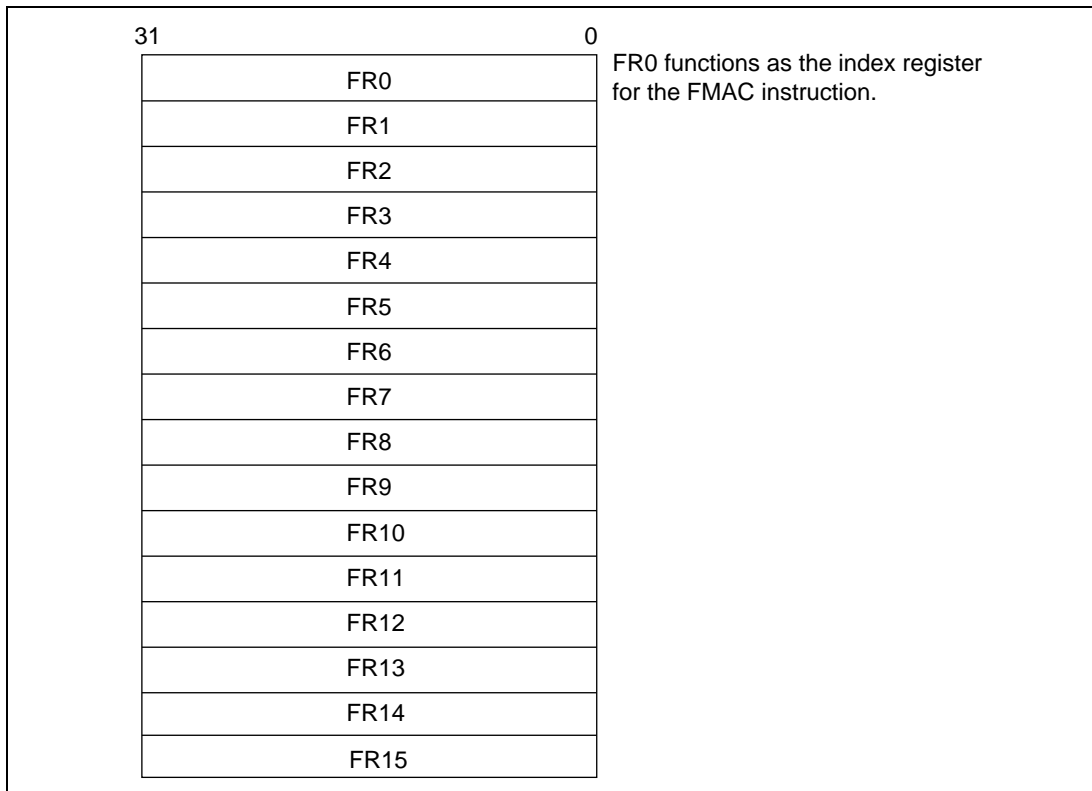 31 0
FR0 functions as the index register
for the FMAC instruction.
FR0
FR1
FR2
FR3
FR4
FR5
FR6
FR7
FR8
FR9
FR10
FR11
FR12
FR13
FR14
FR15